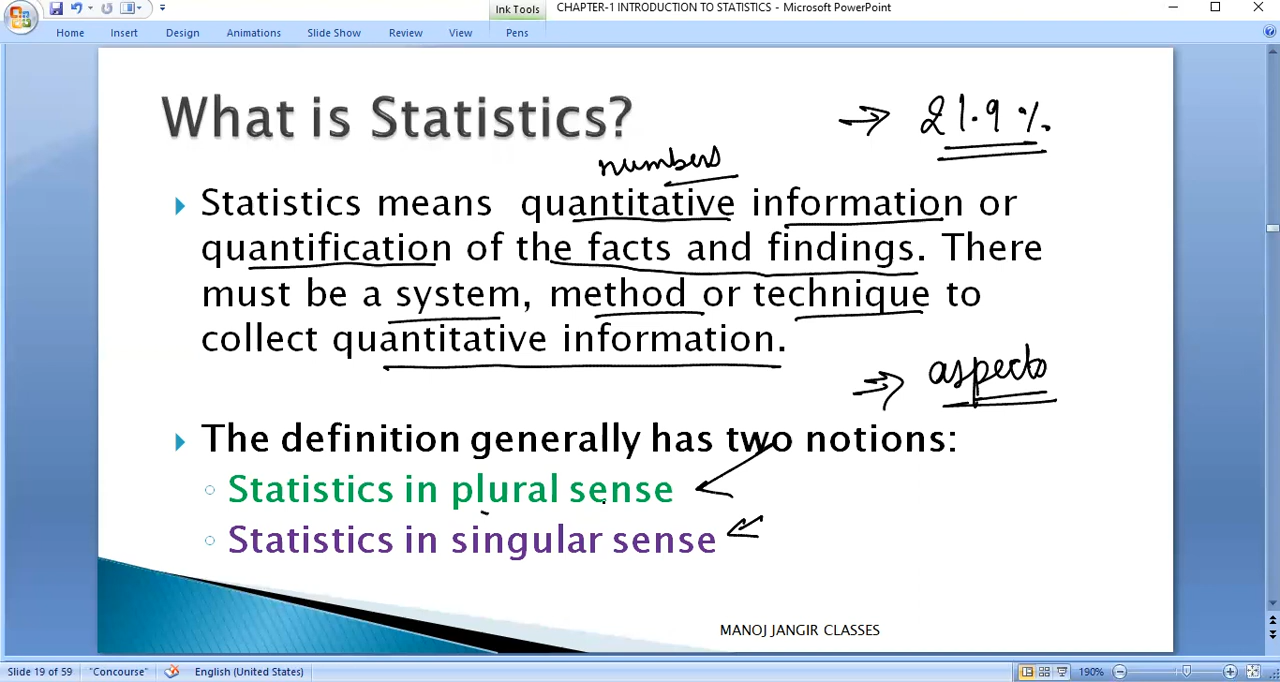 Ink Tools
CHAPTER-1 INTRODUCTION TO STATISTICS - Microsoft PowerPoint
Home Insert Design Animations Slide Show Review View Pens
What is Statistics?
→ 21.9 %.
numbers
Statistics means quantitative information or
quantification of the facts and findings. There
must be a system, method or technique to
collect quantitative information.
aspects
The definition generally has two notions:
Statistics in plural sense
Statistics in singular sense
MANOJ JANGIR CLASSES
Slide 19 of 59 "Concourse" English (United States) 190%